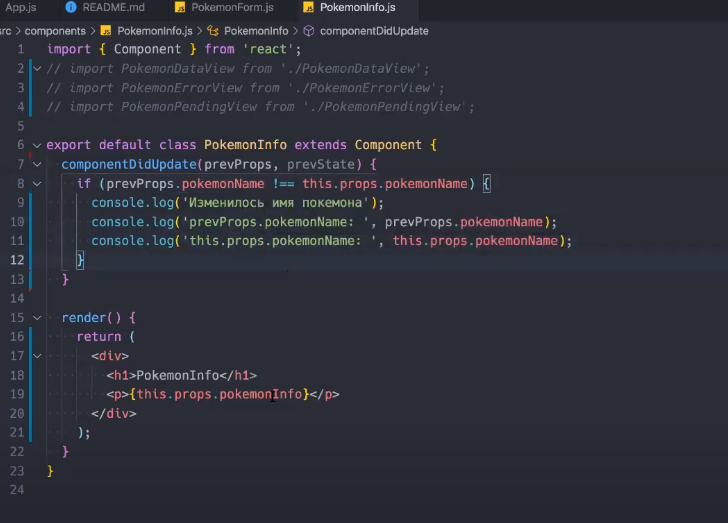 App.js README.md PokemonForm.js PokemonInfo.js
src > components > PokemonInfo.js > PokemonInfo > componentDidUpdate
1 import { Component } from 'react';
2 // import PokemonDataView from './PokemonDataView';
3 // import PokemonErrorView from './PokemonErrorView';
4 // import PokemonPendingView from './PokemonPendingView';
5
6 export default class PokemonInfo extends Component {
7 componentDidUpdate(prevProps, prevState) {
8 if (prevProps.pokemonName !== this.props.pokemonName) {
9 console.log('Изменилось имя покемона');
10 console.log('prevProps.pokemonName: ', prevProps.pokemonName);
11 console.log('this.props.pokemonName: ', this.props.pokemonName);
12 }
13 }
14
15 render() {
16 return (
17 <div>
18 <h1>PokemonInfo</h1>
19 <p>{this.props.pokemonInfo}</p>
20 </div>
21 );
22 }
23 }
24